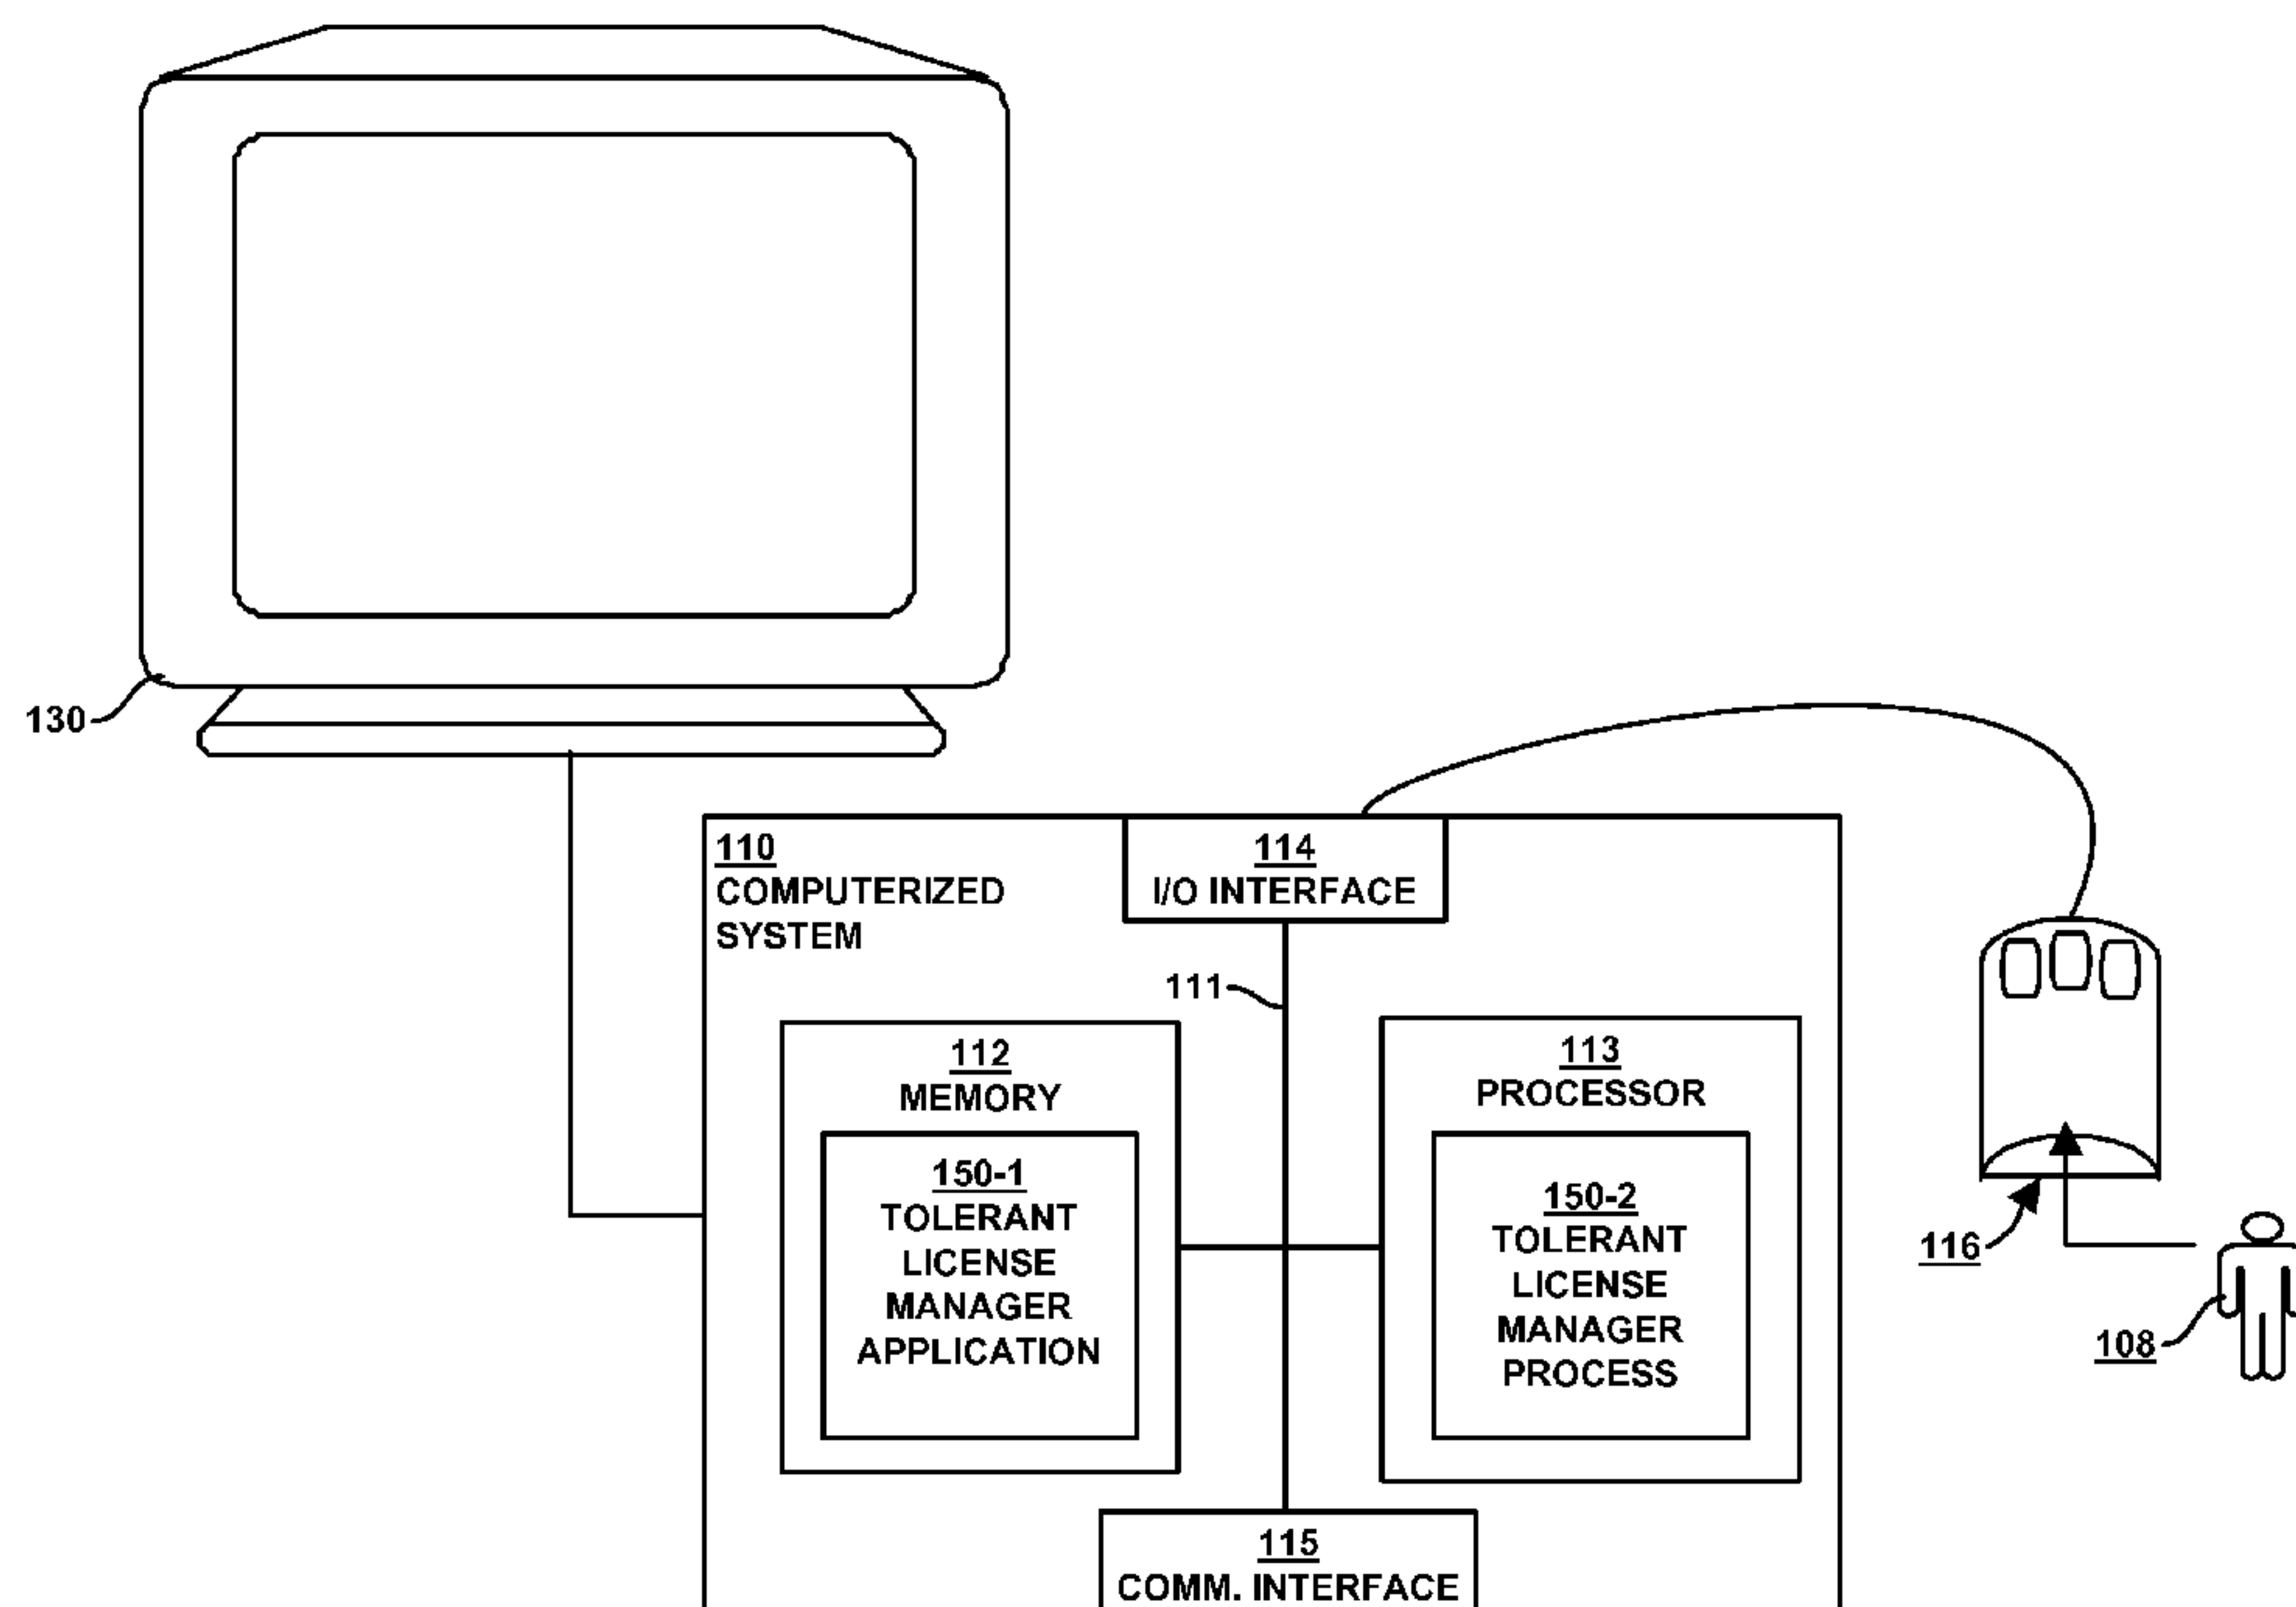 130
110
COMPUTERIZED
SYSTEM
114
I/O INTERFACE
111
112
MEMORY
150-1
TOLERANT
LICENSE
MANAGER
APPLICATION
113
PROCESSOR
150-2
TOLERANT
LICENSE
MANAGER
PROCESS
115
COMM. INTERFACE
116
108